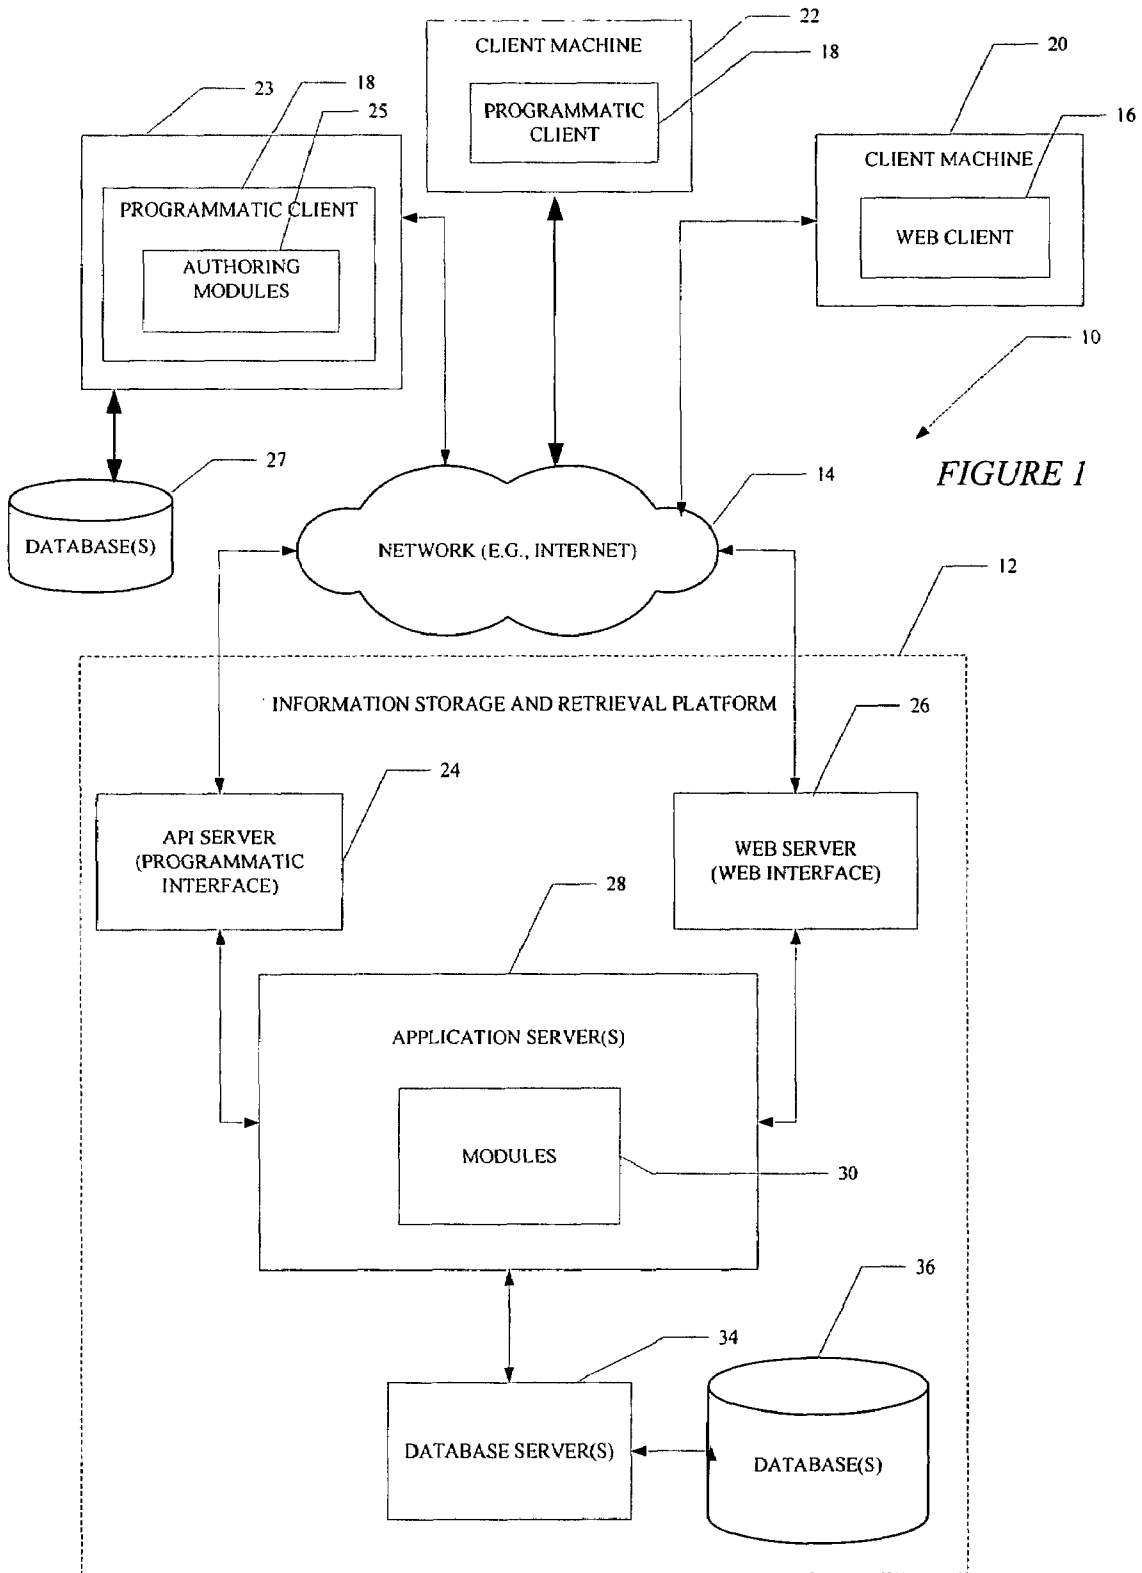 22
CLIENT MACHINE
18
PROGRAMMATIC
CLIENT
20
16
CLIENT MACHINE
WEB CLIENT
18
23
25
PROGRAMMATIC CLIENT
AUTHORING
MODULES
10
FIGURE 1
27
DATABASE(S)
14
NETWORK (E.G., INTERNET)
12
INFORMATION STORAGE AND RETRIEVAL PLATFORM
26
24
API SERVER
(PROGRAMMATIC
INTERFACE)
WEB SERVER
(WEB INTERFACE)
28
APPLICATION SERVER(S)
MODULES
30
36
34
DATABASE SERVER(S)
DATABASE(S)